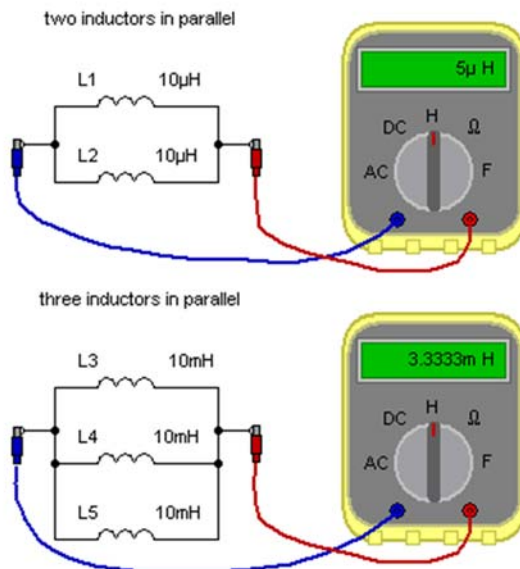 two inductors in parallel
L1 10µH
L2 10µH
5µ H
DC H Ω
AC F
three inductors in parallel
L3 10mH
L4 10mH
L5 10mH
3.3333m H
DC H Ω
AC F